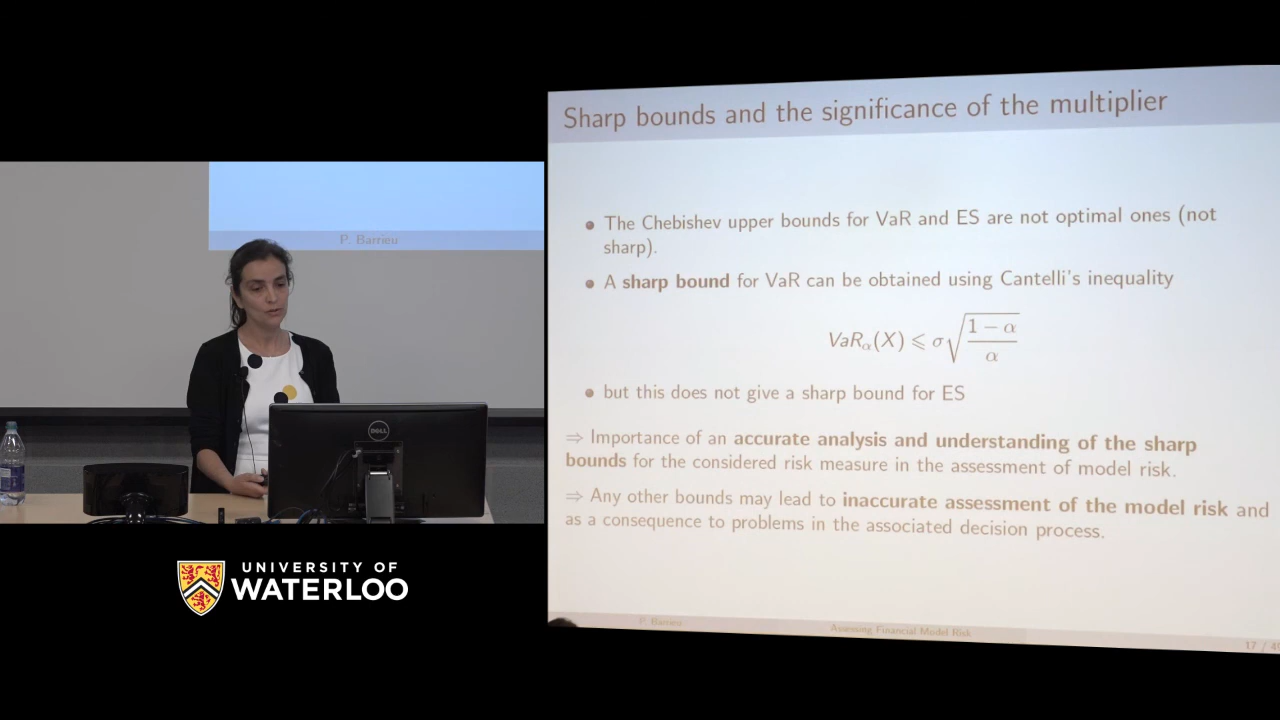 P. Barrieu
DELL
UNIVERSITY OF
WATERLOO
Sharp bounds and the significance of the multiplier
The Chebishev upper bounds for VaR and ES are not optimal ones (not
sharp).
A sharp bound for VaR can be obtained using Cantelli's inequality
VaRα(X) ⩽ σ√((1 − α)/α)
but this does not give a sharp bound for ES
⇒ Importance of an accurate analysis and understanding of the sharp
bounds for the considered risk measure in the assessment of model risk.
⇒ Any other bounds may lead to inaccurate assessment of the model risk and
as a consequence to problems in the associated decision process.
P. Barrieu
Assessing Financial Model Risk
17 /